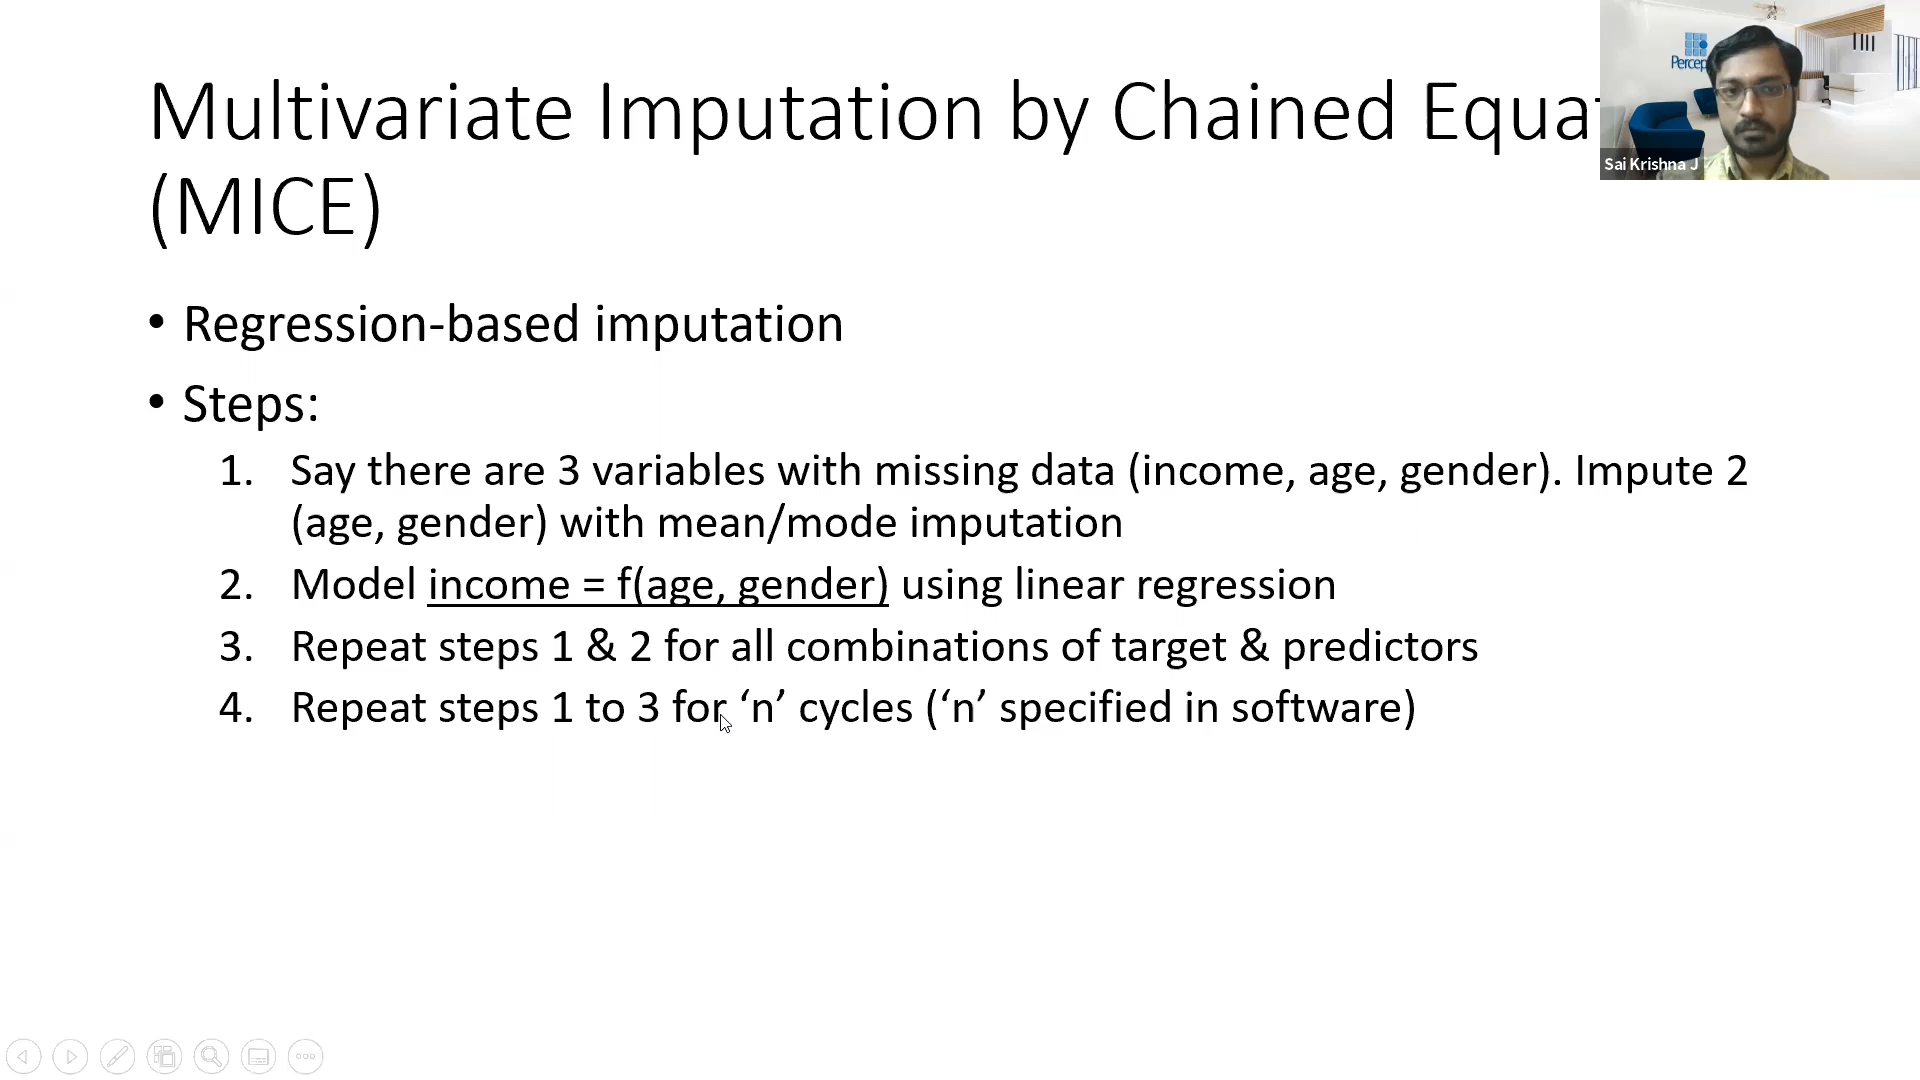 Multivariate Imputation by Chained Equat
(MICE)
Percep
Sai Krishna J
• Regression-based imputation
• Steps:
1. Say there are 3 variables with missing data (income, age, gender). Impute 2
(age, gender) with mean/mode imputation
2. Model income = f(age, gender) using linear regression
3. Repeat steps 1 & 2 for all combinations of target & predictors
4. Repeat steps 1 to 3 for ‘n’ cycles (‘n’ specified in software)